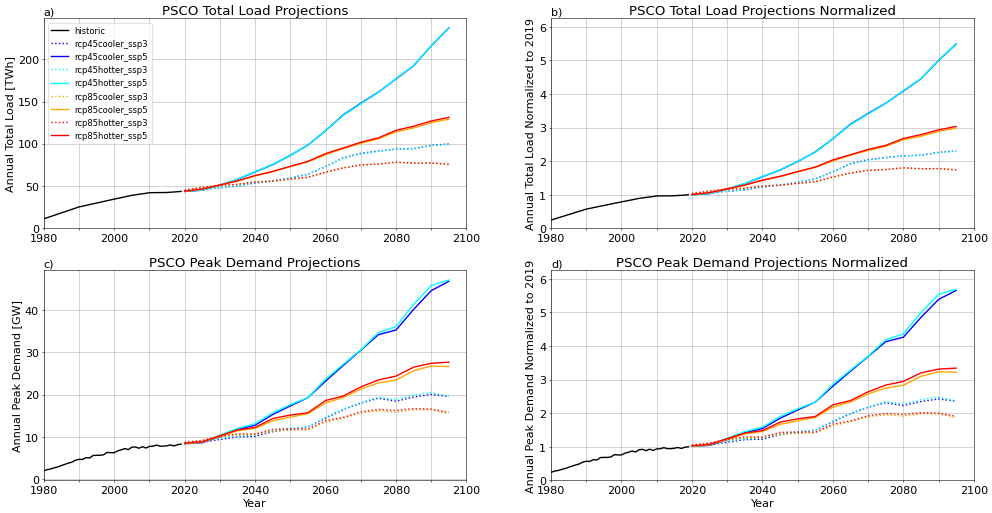 a)
PSCO Total Load Projections
Annual Total Load [TWh]
200
150
100
50
0
historic
rcp45cooler_ssp3
rcp45cooler_ssp5
rcp45hotter_ssp3
rcp45hotter_ssp5
rcp85cooler_ssp3
rcp85cooler_ssp5
rcp85hotter_ssp3
rcp85hotter_ssp5
1980 2000 2020 2040 2060 2080 2100
b)
PSCO Total Load Projections Normalized
Annual Total Load Normalized to 2019
6
5
4
3
2
1
0
1980 2000 2020 2040 2060 2080 2100
c)
PSCO Peak Demand Projections
Annual Peak Demand [GW]
40
30
20
10
0
1980 2000 2020 2040 2060 2080 2100
Year
d)
PSCO Peak Demand Projections Normalized
Annual Peak Demand Normalized to 2019
6
5
4
3
2
1
0
1980 2000 2020 2040 2060 2080 2100
Year